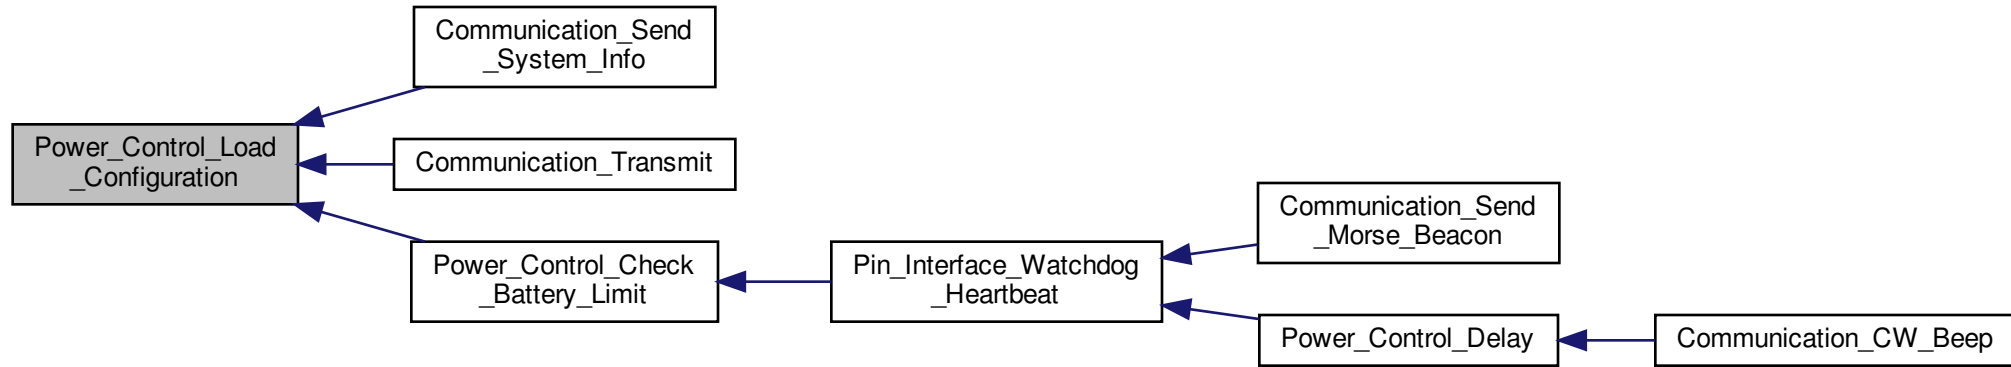 Communication_Send
_System_Info
Power_Control_Load
_Configuration
Communication_Transmit
Power_Control_Check
_Battery_Limit
Pin_Interface_Watchdog
_Heartbeat
Communication_Send
_Morse_Beacon
Power_Control_Delay
Communication_CW_Beep